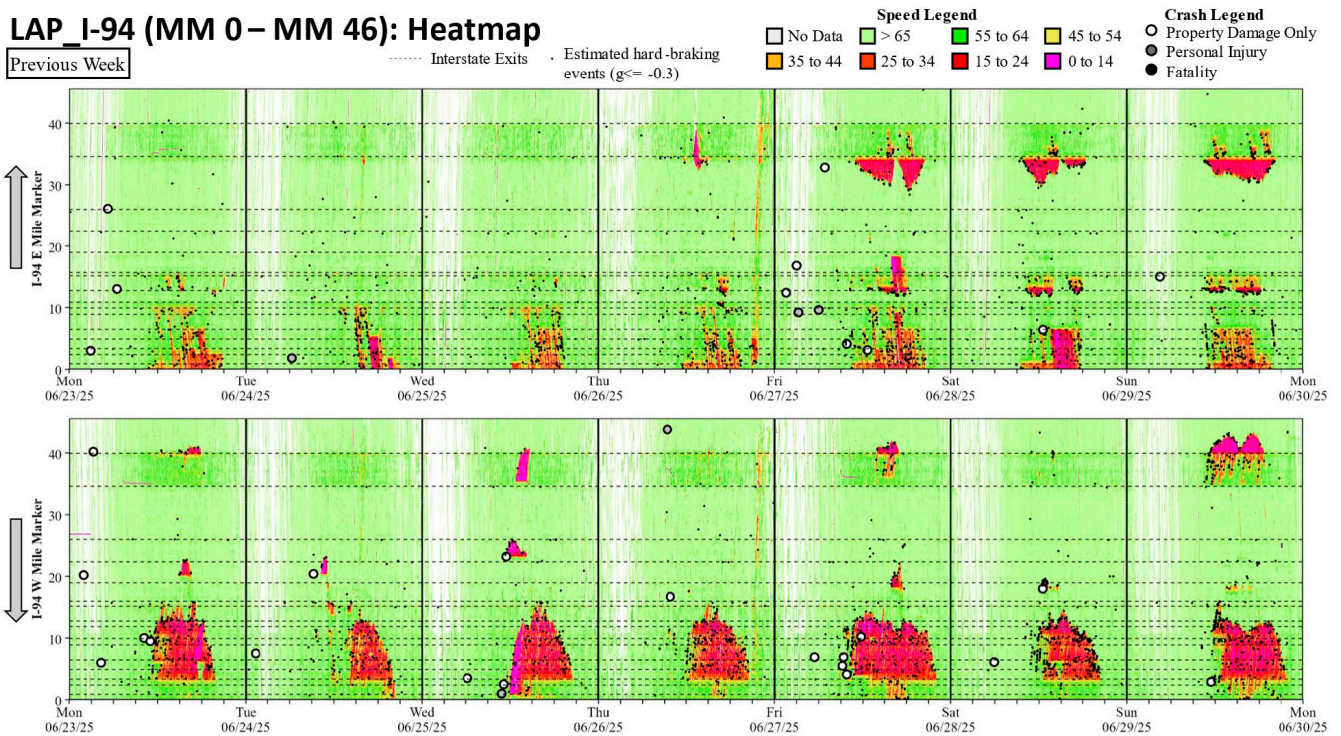 LAP_I-94 (MM 0 – MM 46): Heatmap
Previous Week
Interstate Exits
Estimated hard -braking
events (g<= -0.3)
Speed Legend
No Data
> 65
55 to 64
45 to 54
35 to 44
25 to 34
15 to 24
0 to 14
Crash Legend
Property Damage Only
Personal Injury
Fatality
I-94 E Mile Marker
40
30
20
10
0
Mon
06/23/25
Tue
06/24/25
Wed
06/25/25
Thu
06/26/25
Fri
06/27/25
Sat
06/28/25
Sun
06/29/25
Mon
06/30/25
I-94 W Mile Marker
40
30
20
10
0
Mon
06/23/25
Tue
06/24/25
Wed
06/25/25
Thu
06/26/25
Fri
06/27/25
Sat
06/28/25
Sun
06/29/25
Mon
06/30/25